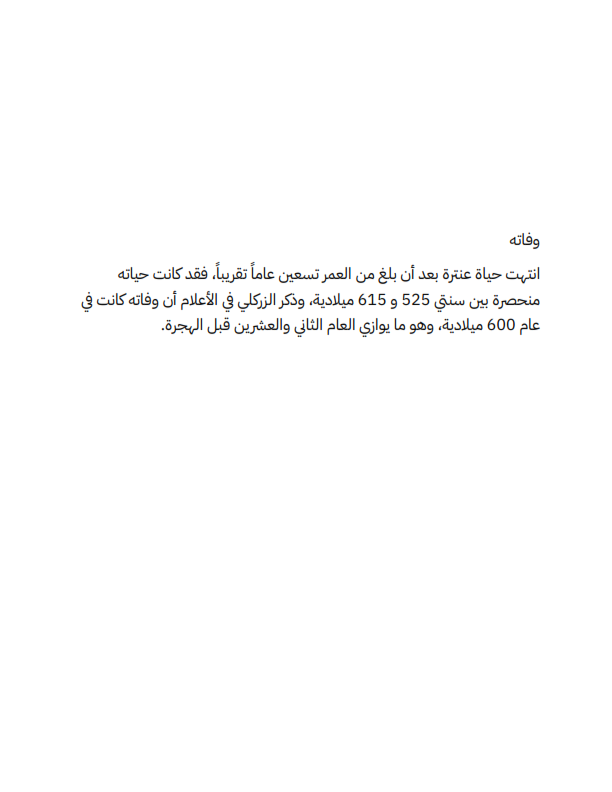 وفاته
انتهت حياة عنترة بعد أن بلغ من العمر تسعين عاماً تقريباً، فقد كانت حياته
منحصرة بين سنتي 525 و 615 ميلادية، وذكر الزركلي في الأعلام أن وفاته كانت في
عام 600 ميلادية، وهو ما يوازي العام الثاني والعشرين قبل الهجرة.